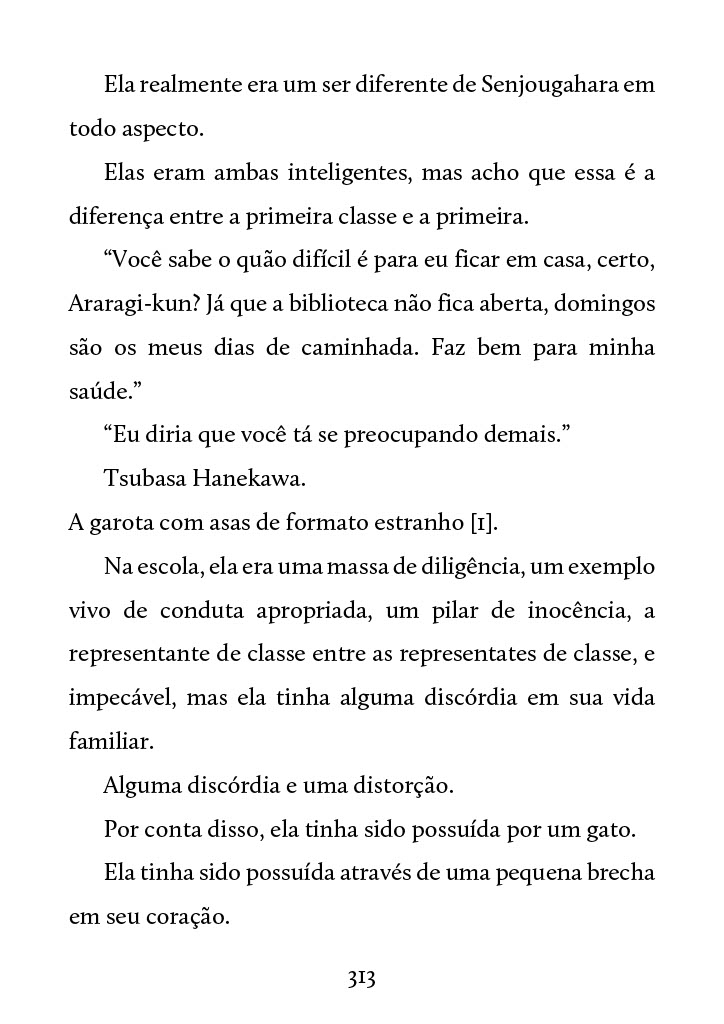 Ela realmente era um ser diferente de Senjougahara em
todo aspecto.
Elas eram ambas inteligentes, mas acho que essa é a
diferença entre a primeira classe e a primeira.
“Você sabe o quão difícil é para eu ficar em casa, certo,
Araragi-kun? Já que a biblioteca não fica aberta, domingos
são os meus dias de caminhada. Faz bem para minha
saúde.”
“Eu diria que você tá se preocupando demais.”
Tsubasa Hanekawa.
A garota com asas de formato estranho [1].
Na escola, ela era uma massa de diligência, um exemplo
vivo de conduta apropriada, um pilar de inocência, a
representante de classe entre as representates de classe, e
impecável, mas ela tinha alguma discórdia em sua vida
familiar.
Alguma discórdia e uma distorção.
Por conta disso, ela tinha sido possuída por um gato.
Ela tinha sido possuída através de uma pequena brecha
em seu coração.
313